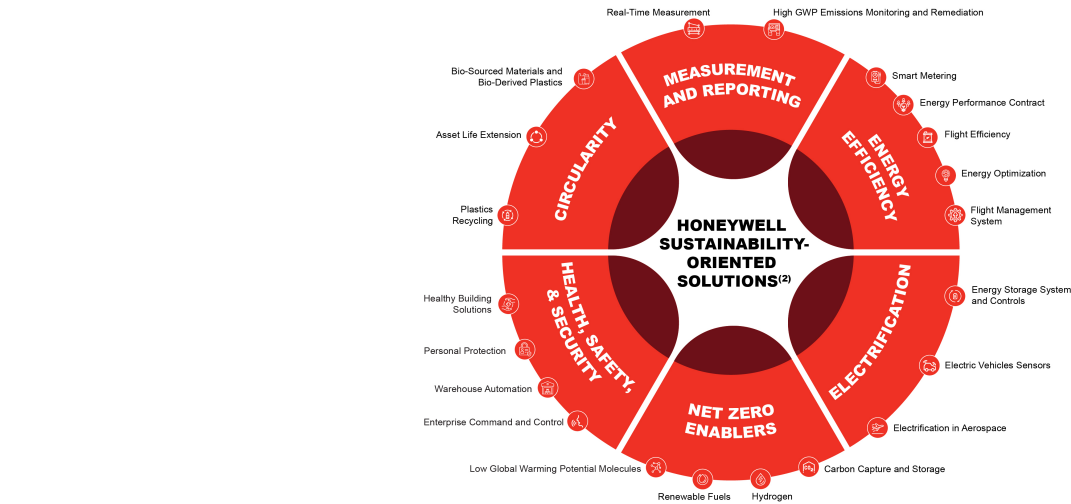 Real-Time Measurement
High GWP Emissions Monitoring and Remediation
MEASUREMENT
AND REPORTING
Smart Metering
Energy Performance Contract
Flight Efficiency
Energy Optimization
Flight Management
System
ENERGY
EFFICIENCY
Energy Storage System
and Controls
Electric Vehicles Sensors
Electrification in Aerospace
ELECTRIFICATION
Carbon Capture and Storage
Hydrogen
Renewable Fuels
Low Global Warming Potential Molecules
NET ZERO
ENABLERS
Enterprise Command and Control
Warehouse Automation
Personal Protection
Healthy Building
Solutions
HEALTH, SAFETY,
& SECURITY
Plastics
Recycling
Asset Life Extension
Bio-Sourced Materials and
Bio-Derived Plastics
CIRCULARITY
HONEYWELL
SUSTAINABILITY-
ORIENTED
SOLUTIONS(2)